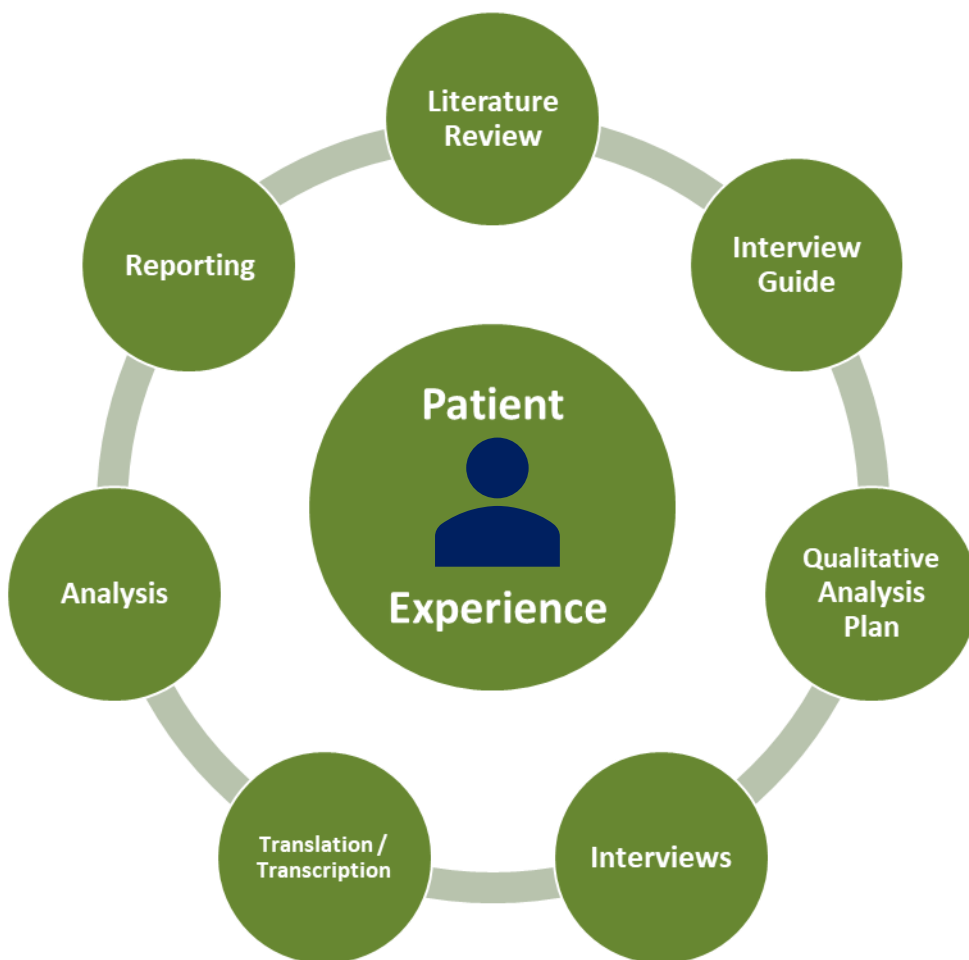 Literature
Review
Interview
Guide
Qualitative
Analysis
Plan
Interviews
Translation /
Transcription
Analysis
Reporting
Patient
Experience